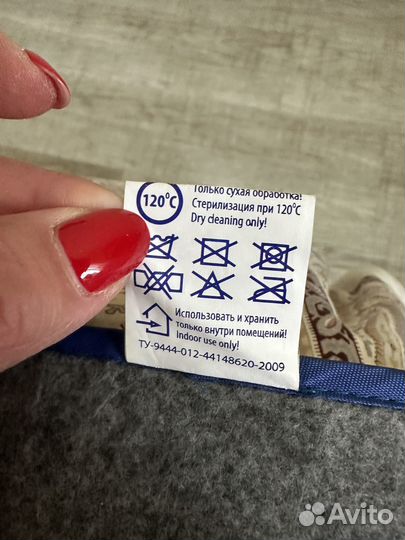 120°C
Только сухая обработка!
Стерилизация при 120°C
Dry cleaning only!
Использовать и хранить
только внутри помещений!
Indoor use only!
ТУ-9444-012-44148620-2009
Avito